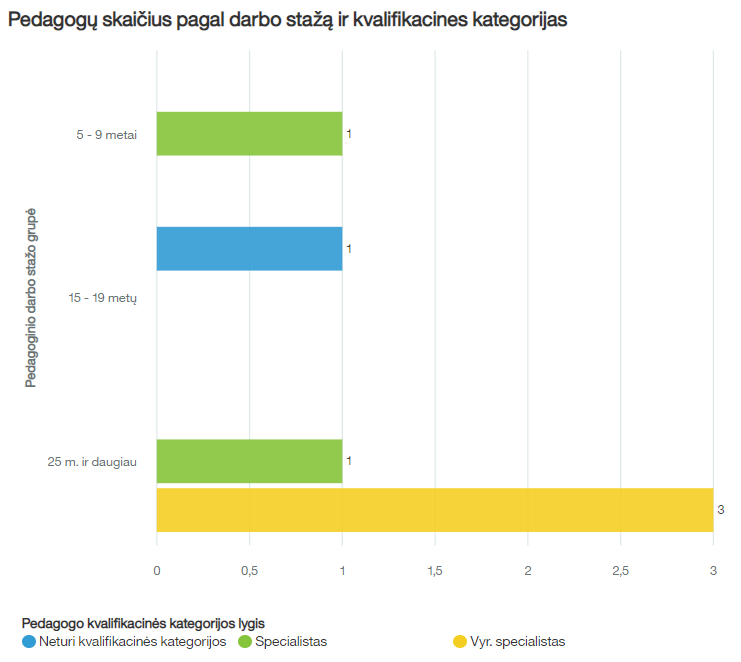 Pedagogų skaičius pagal darbo stažą ir kvalifikacines kategorijas
Pedagoginio darbo stažo grupė
5 - 9 metai
1
1
15 - 19 metų
25 m. ir daugiau
1
3
0
0,5
1
1,5
2
2,5
3
Pedagogo kvalifikacinės kategorijos lygis
Neturi kvalifikacinės kategorijos
Specialistas
Vyr. specialistas